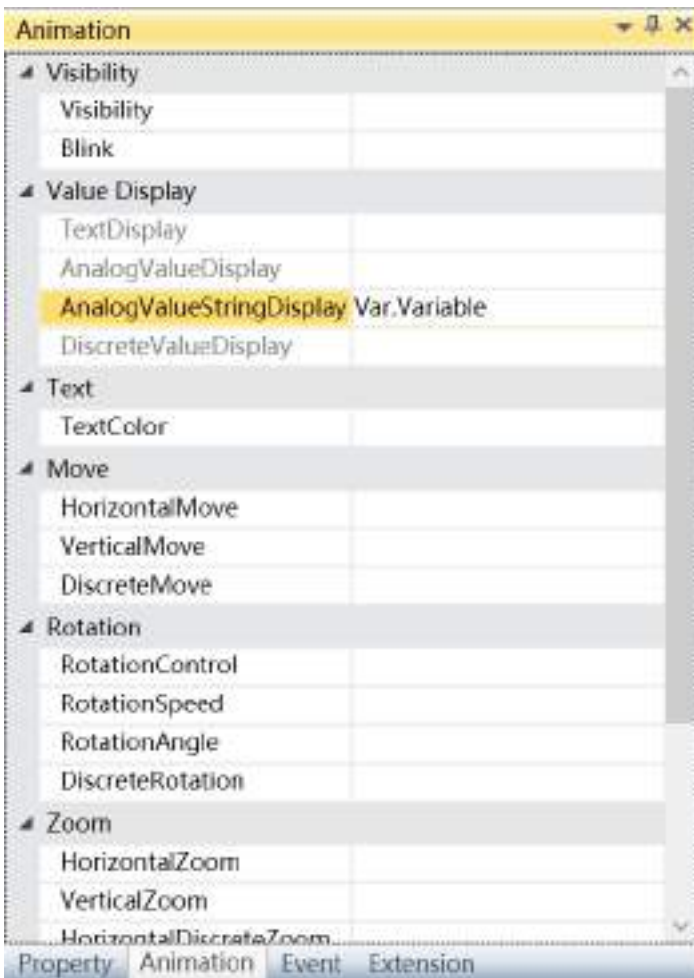 Animation
Visibility
Visibility
Blink
Value Display
TextDisplay
AnalogValueDisplay
AnalogValueStringDisplay Var.Variable
DiscreteValueDisplay
Text
TextColor
Move
HorizontalMove
VerticalMove
DiscreteMove
Rotation
RotationControl
RotationSpeed
RotationAngle
DiscreteRotation
Zoom
HorizontalZoom
VerticalZoom
HorizontalDiscreteZoom
Property Animation Event Extension